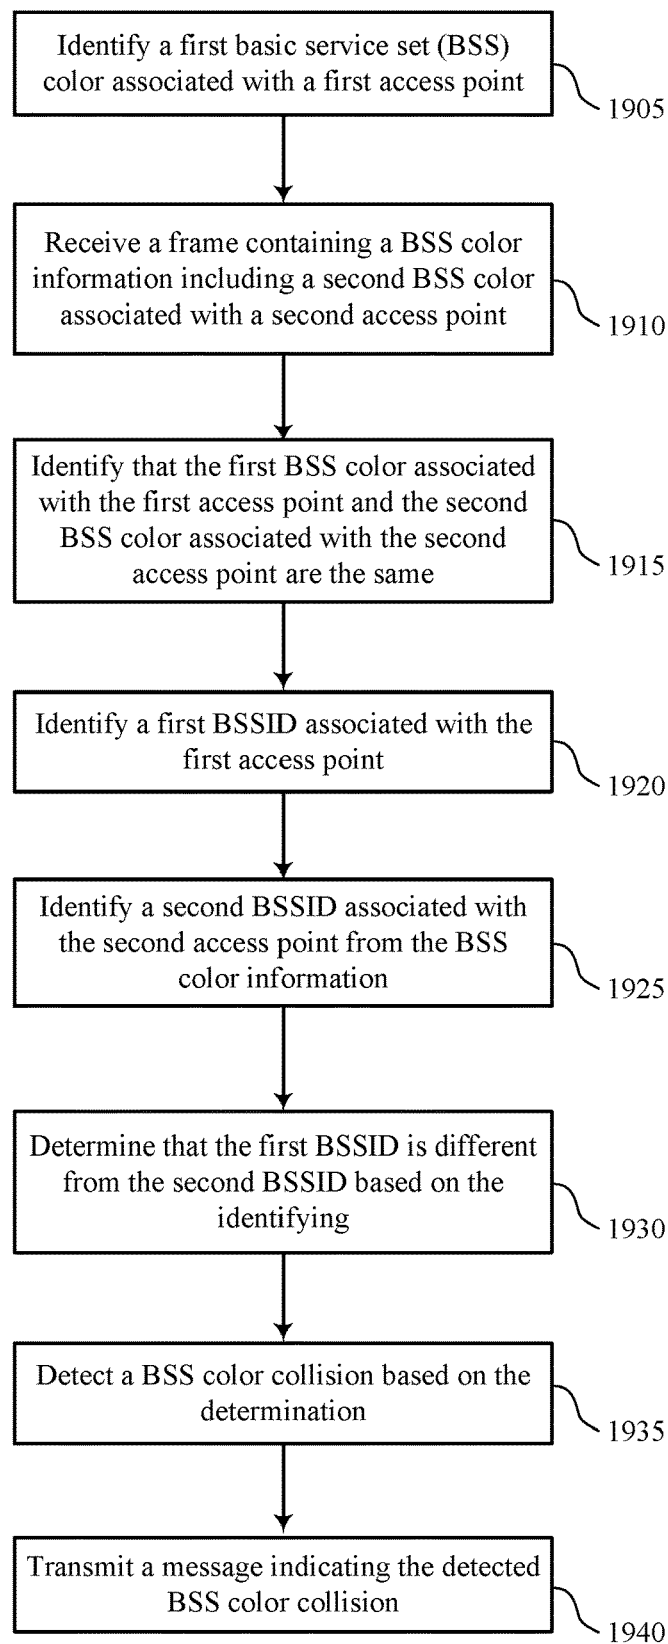 Identify a first basic service set (BSS)
color associated with a first access point
1905
Receive a frame containing a BSS color
information including a second BSS color
associated with a second access point
1910
Identify that the first BSS color associated
with the first access point and the second
BSS color associated with the second
access point are the same
1915
Identify a first BSSID associated with the
first access point
1920
Identify a second BSSID associated with
the second access point from the BSS
color information
1925
Determine that the first BSSID is different
from the second BSSID based on the
identifying
1930
Detect a BSS color collision based on the
determination
1935
Transmit a message indicating the detected
BSS color collision
1940